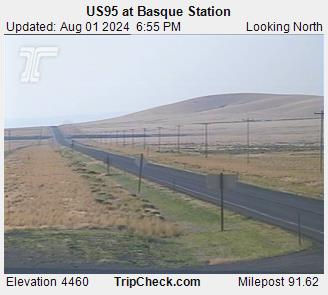 US95 at Basque Station
Updated: Aug 01 2024 6:55 PM Looking North
Elevation 4460 TripCheck.com Milepost 91.62